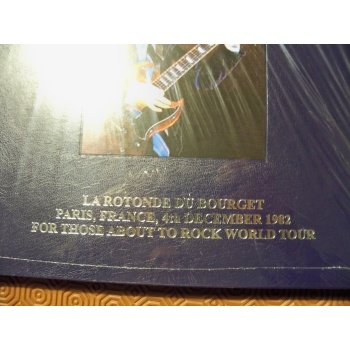 LA ROTONDE DU BOURGET
PARIS, FRANCE, 4th DECEMBER 1982
FOR THOSE ABOUT TO ROCK WORLD TOUR